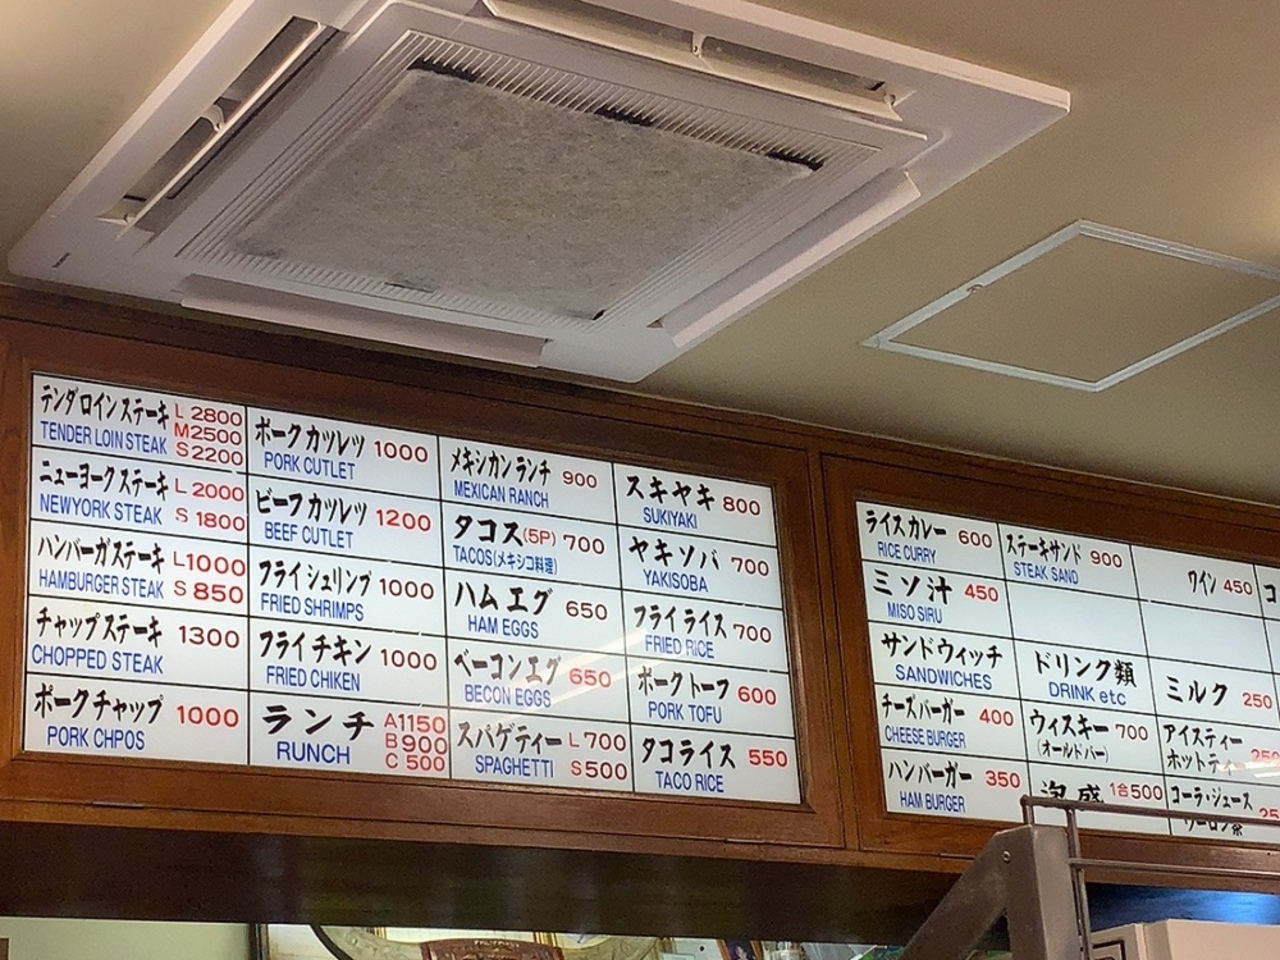 テンダロインステーキ L 2800
M2500
TENDER LOIN STEAK S2200
ニューヨークステーキ L 2000
NEWYORK STEAK S 1800
ハンバーガステーキ L1000
HAMBURGER STEAK S 850
チャップステーキ 1300
CHOPPED STEAK
ポークチャップ 1000
PORK CHPOS
ポークカツレツ 1000
PORK CUTLET
ビーフカツレツ 1200
BEEF CUTLET
フライシュリンプ 1000
FRIED SHRIMPS
フライチキン 1000
FRIED CHIKEN
ランチ A1150
B 900
RUNCH C 500
メキシカンランチ 900
MEXICAN RANCH
タコス(5P) 700
TACOS(メキシコ料理)
ハムエグ 650
HAM EGGS
ベーコンエグ 650
BECON EGGS
スパゲティー L 700
SPAGHETTI S500
スキヤキ 800
SUKIYAKI
ヤキソバ 700
YAKISOBA
フライライス 700
FRIED RICE
ポークトーフ 600
PORK TOFU
タコライス 550
TACO RICE
ライスカレー 600
RICE CURRY
ミソ汁 450
MISO SIRU
サンドウィッチ
SANDWICHES
チーズバーガー 400
CHEESE BURGER
ハンバーガー 350
HAM BURGER
ステーキサンド 900
STEAK SAND
ドリンク類
DRINK etc
ウィスキー 700
(オールドバー)
泡盛 1合500
ワイン 450
ミルク 250
アイスティー
ホットティー
コーラ・ジュース
ウーロン茶
コ